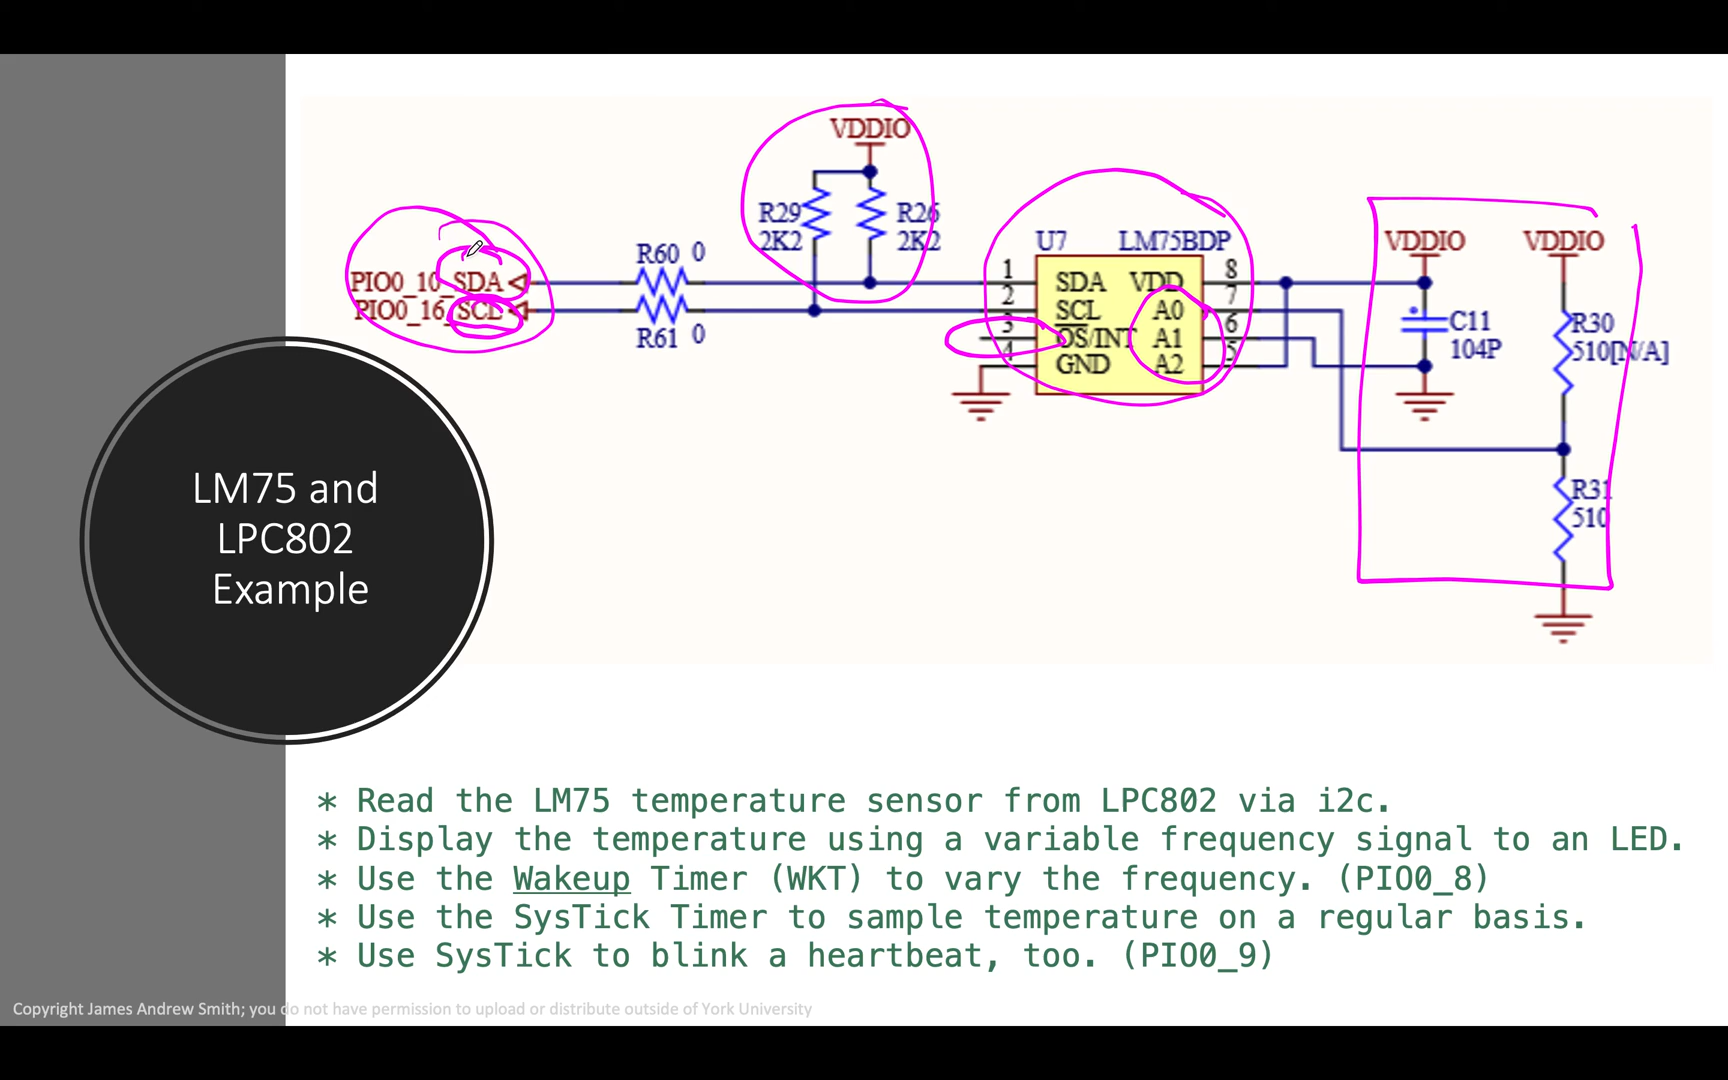 VDDIO
R29
2K2
R26
2K2
PIO0_10_SDA
PIO0_16_SCL
R60 0
R61 0
U7 LM75BDP
1 SDA VDD 8
2 SCL A0 7
3 OS/INT A1 6
4 GND A2 5
VDDIO VDDIO
C11
104P
R30
510[N/A]
R31
510
LM75 and
LPC802
Example
* Read the LM75 temperature sensor from LPC802 via i2c.
* Display the temperature using a variable frequency signal to an LED.
* Use the Wakeup Timer (WKT) to vary the frequency. (PIO0_8)
* Use the SysTick Timer to sample temperature on a regular basis.
* Use SysTick to blink a heartbeat, too. (PIO0_9)
Copyright James Andrew Smith; you do not have permission to upload or distribute outside of York University